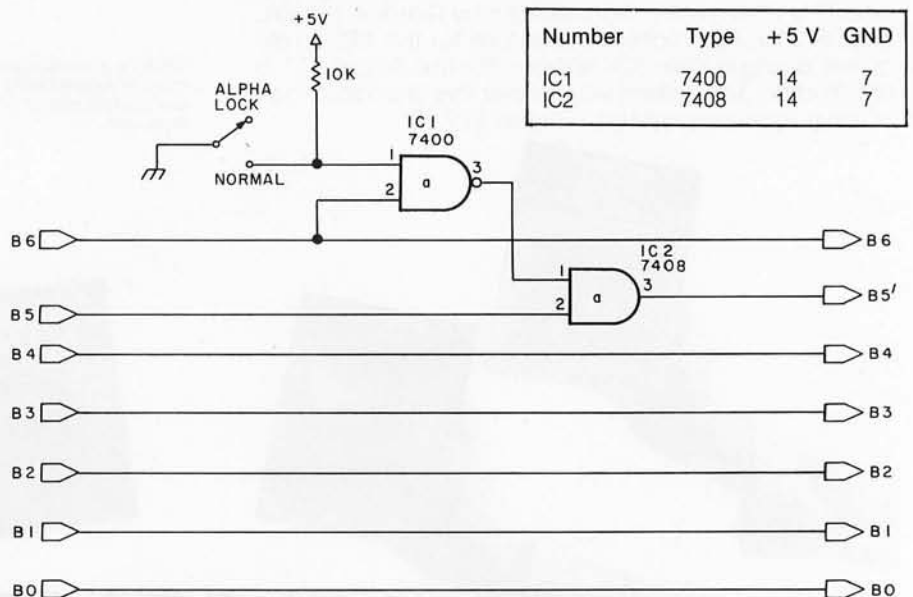 +5V
Number Type +5 V GND
IC1 7400 14 7
IC2 7408 14 7
10K
ALPHA
LOCK
NORMAL
IC1
7400
1
2
a
3
B6
B6
IC2
7408
1
2
a
3
B5
B5'
B4
B4
B3
B3
B2
B2
B1
B1
B0
B0